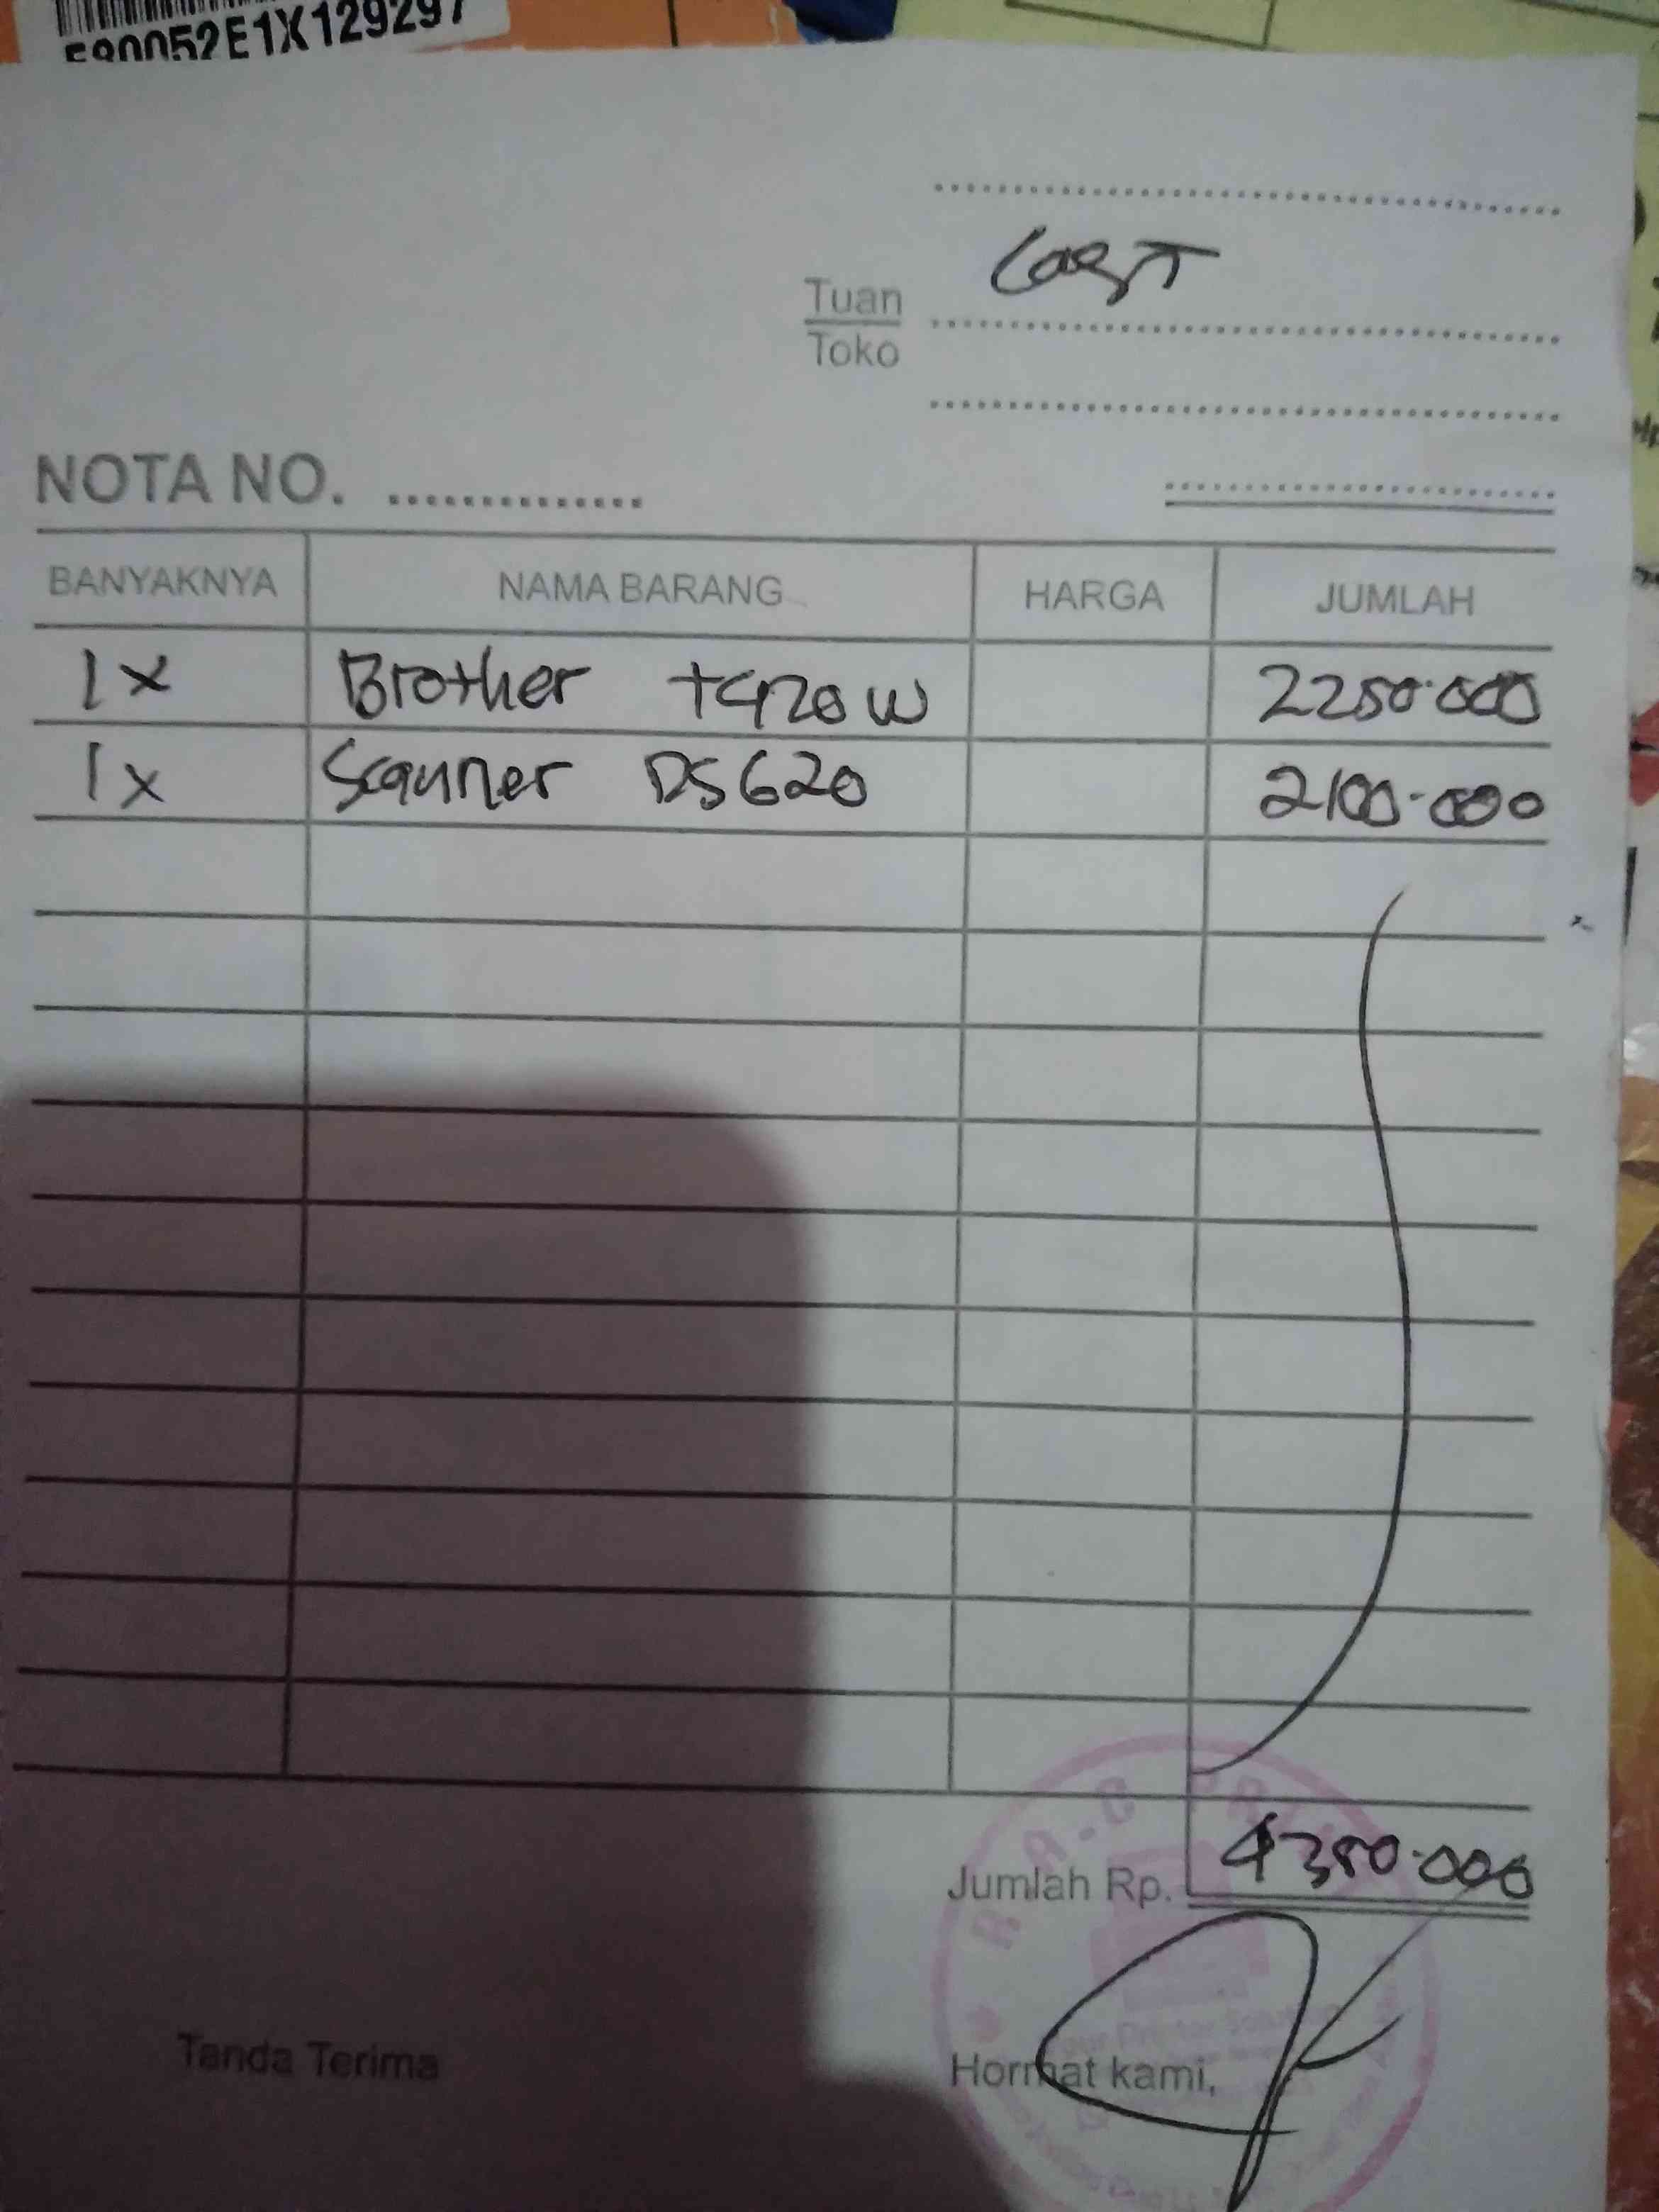 E80052E1X129297
Tuan
Toko
NOTA NO.
BANYAKNYA NAMA BARANG HARGA JUMLAH
1x Brother T420W 2250.000
1x Scanner DS620 2100.000
Jumlah Rp. 4350.000
Tanda Terima Hormat kami,